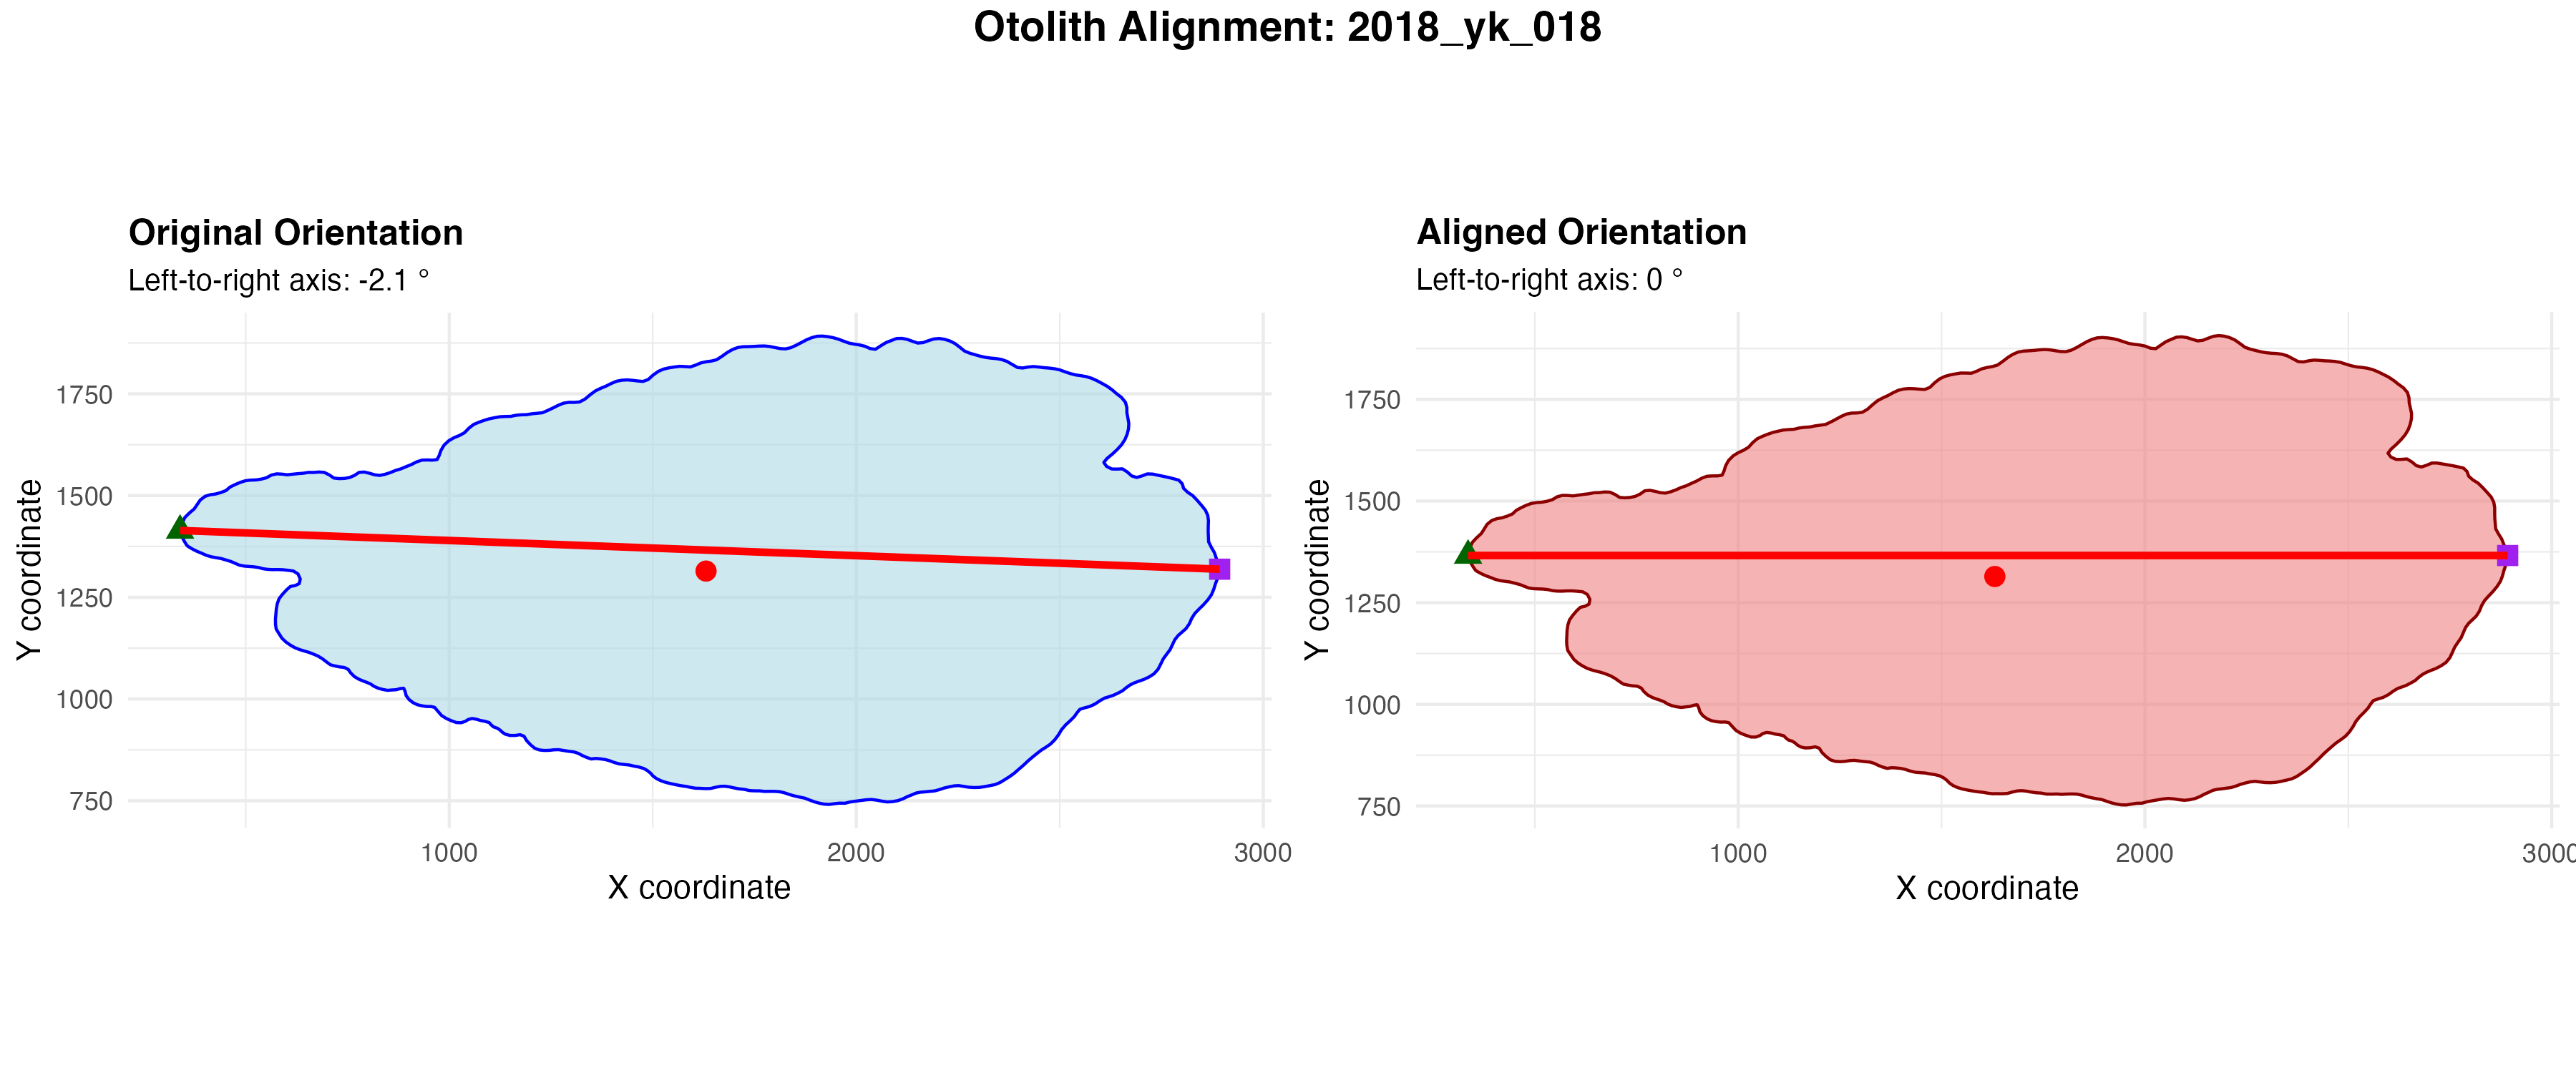 Otolith Alignment: 2018_yk_018
Original Orientation
Left-to-right axis: -2.1 °
Y coordinate
1750
1500
1250
1000
750
1000
2000
3000
X coordinate
Aligned Orientation
Left-to-right axis: 0 °
Y coordinate
1750
1500
1250
1000
750
1000
2000
3000
X coordinate